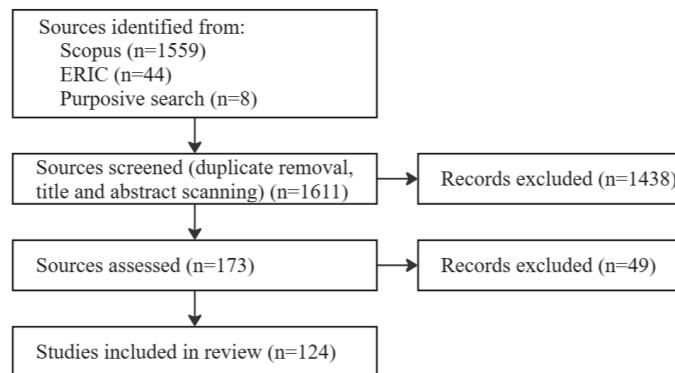 Sources identified from:
Scopus (n=1559)
ERIC (n=44)
Purposive search (n=8)
Sources screened (duplicate removal,
title and abstract scanning) (n=1611)
Records excluded (n=1438)
Sources assessed (n=173)
Records excluded (n=49)
Studies included in review (n=124)